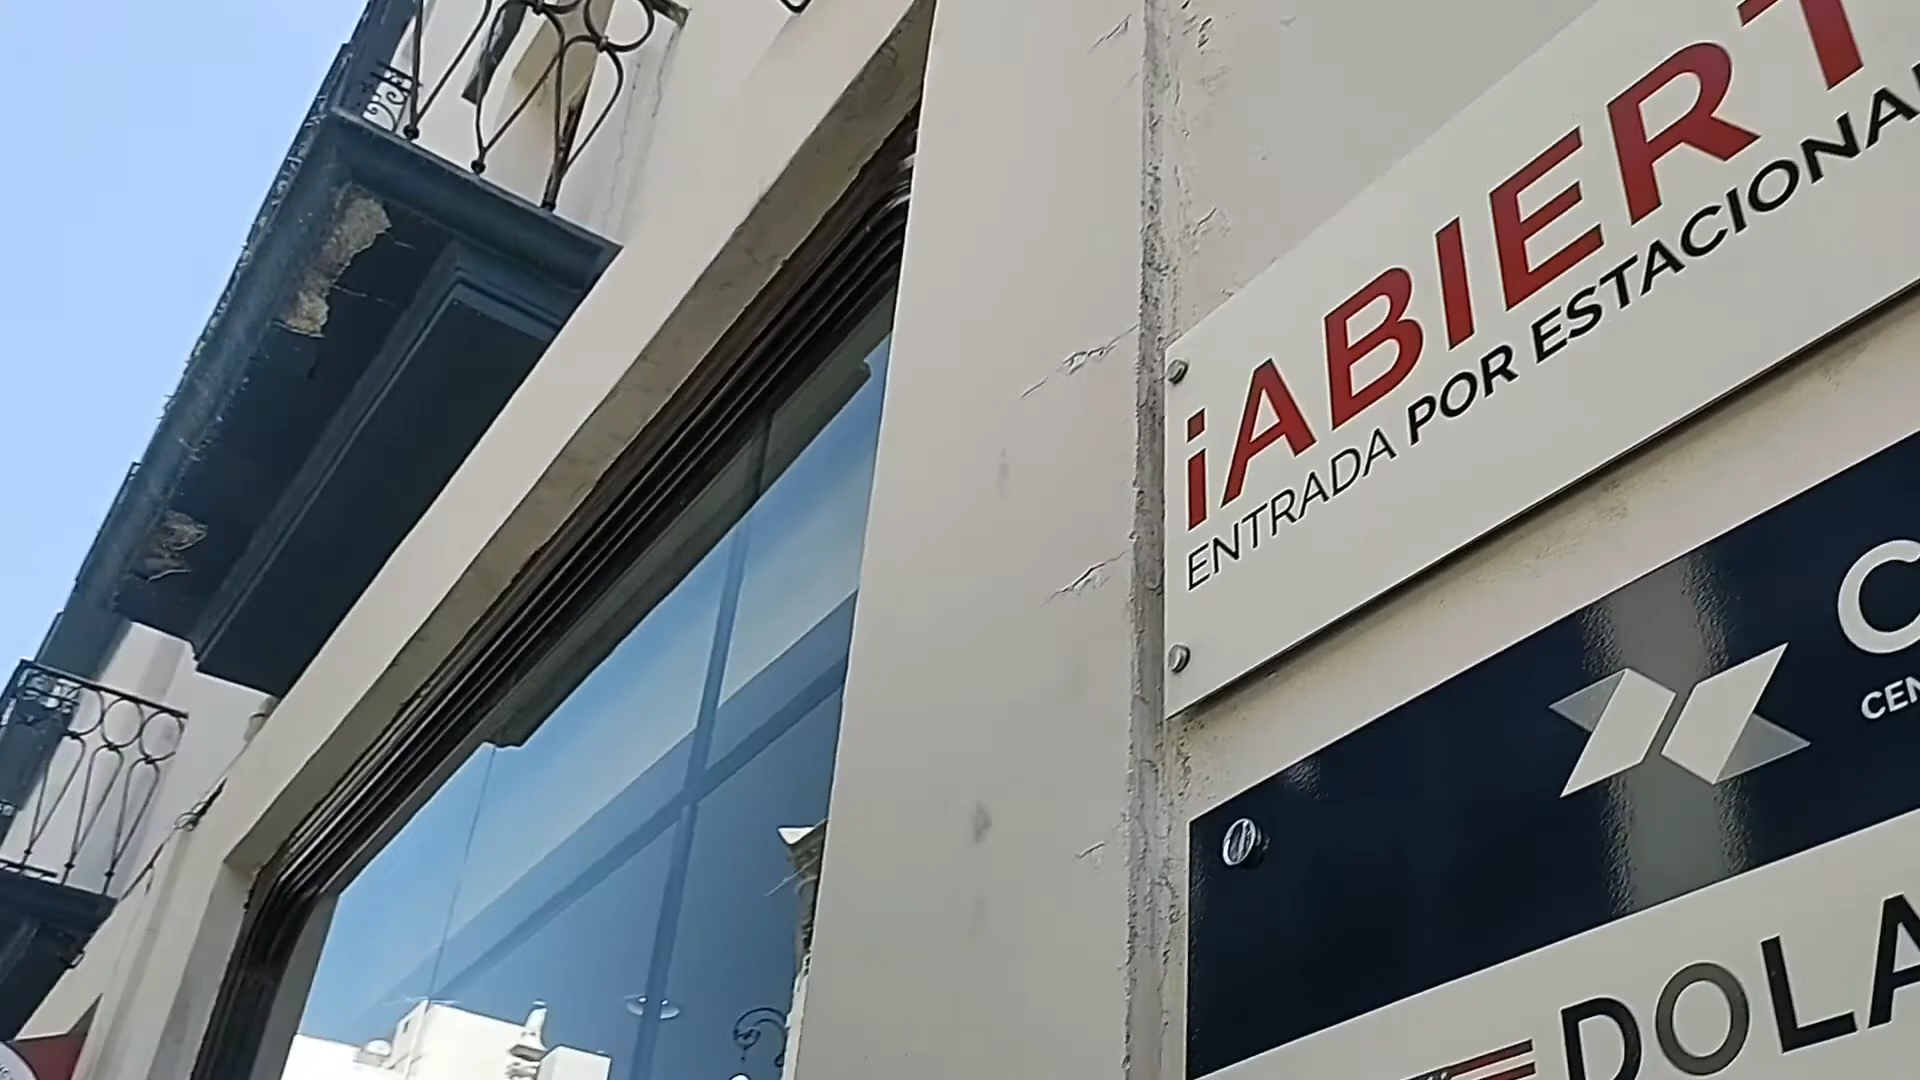 ¡ABIERT
ENTRADA POR ESTACIONA
C
CEN
DOLA